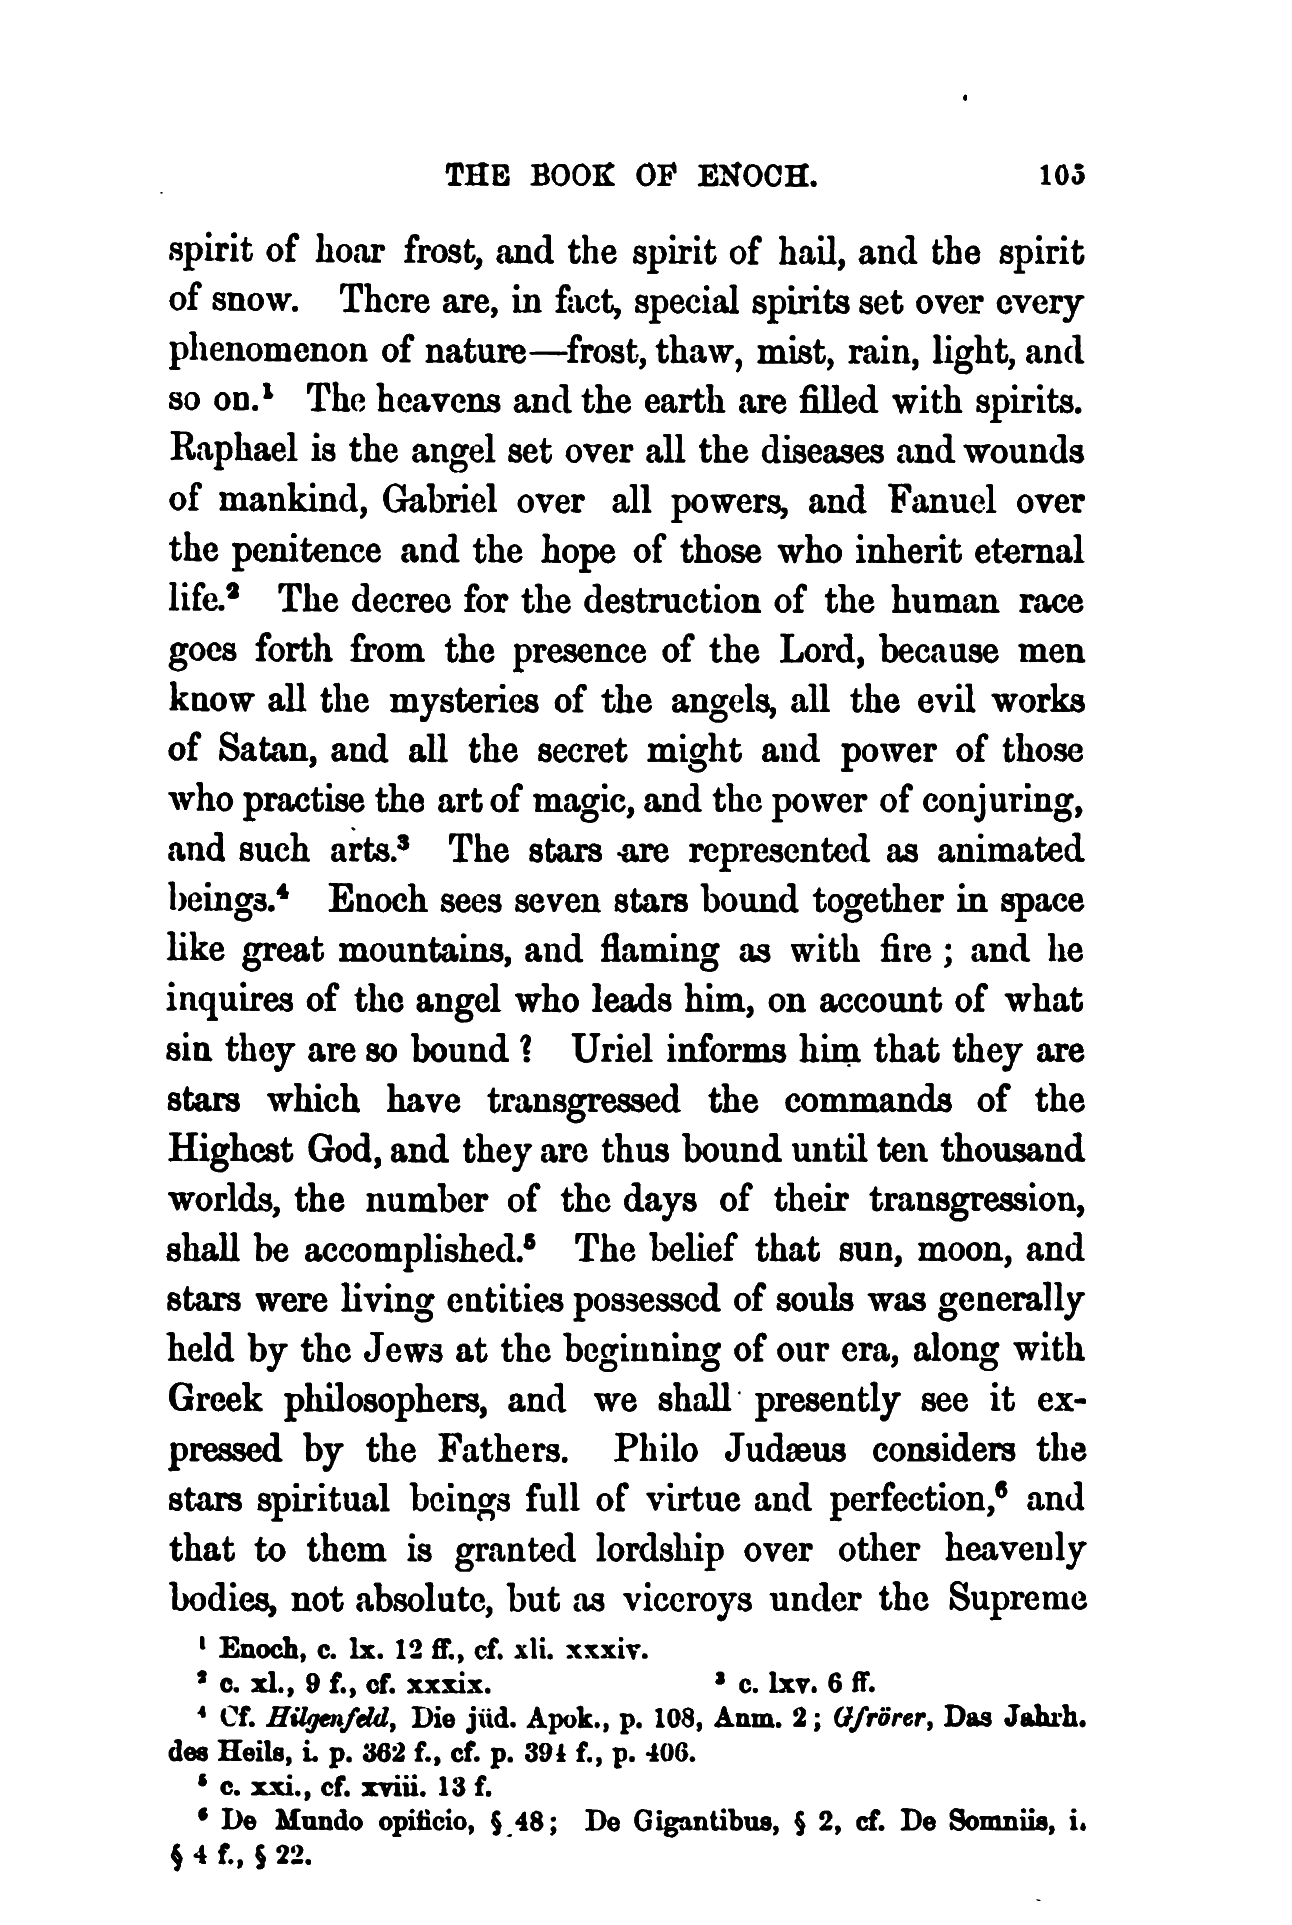 THE BOOK OF ENOCH. 105
spirit of hoar frost, and the spirit of hail, and the spirit
of snow. There are, in fact, special spirits set over every
phenomenon of nature—frost, thaw, mist, rain, light, and
so on.¹ The heavens and the earth are filled with spirits.
Raphael is the angel set over all the diseases and wounds
of mankind, Gabriel over all powers, and Fanuel over
the penitence and the hope of those who inherit eternal
life.² The decree for the destruction of the human race
goes forth from the presence of the Lord, because men
know all the mysteries of the angels, all the evil works
of Satan, and all the secret might and power of those
who practise the art of magic, and the power of conjuring,
and such arts.³ The stars are represented as animated
beings.⁴ Enoch sees seven stars bound together in space
like great mountains, and flaming as with fire ; and he
inquires of the angel who leads him, on account of what
sin they are so bound ? Uriel informs him that they are
stars which have transgressed the commands of the
Highest God, and they are thus bound until ten thousand
worlds, the number of the days of their transgression,
shall be accomplished.⁵ The belief that sun, moon, and
stars were living entities possessed of souls was generally
held by the Jews at the beginning of our era, along with
Greek philosophers, and we shall presently see it ex-
pressed by the Fathers. Philo Judæus considers the
stars spiritual beings full of virtue and perfection,⁶ and
that to them is granted lordship over other heavenly
bodies, not absolute, but as viceroys under the Supreme
¹ Enoch, c. lx. 12 ff., cf. xli. xxxiv.
² c. xl., 9 f., cf. xxxix. ³ c. lxv. 6 ff.
⁴ Cf. Hilgenfeld, Die jüd. Apok., p. 108, Anm. 2 ; Gfrörer, Das Jahrh.
des Heils, i. p. 362 f., cf. p. 394 f., p. 406.
⁵ c. xxi., cf. xviii. 13 f.
⁶ De Mundo opificio, § 48 ; De Gigantibus, § 2, cf. De Somniis, i.
§ 4 f., § 22.